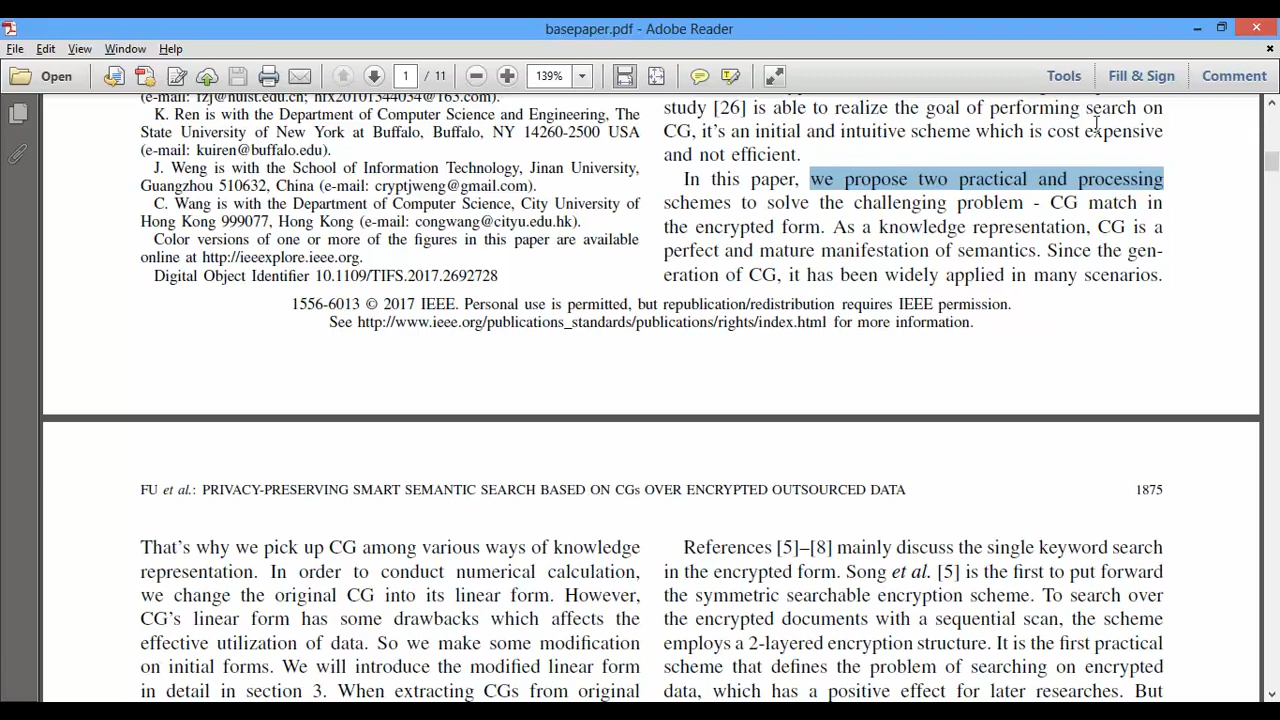 basepaper.pdf - Adobe Reader
File Edit View Window Help
Open 1 / 11 139% Tools Fill & Sign Comment
(e-mail: fzj@nuist.edu.cn; hfx20101344034@163.com).
K. Ren is with the Department of Computer Science and Engineering, The
State University of New York at Buffalo, Buffalo, NY 14260-2500 USA
(e-mail: kuiren@buffalo.edu).
J. Weng is with the School of Information Technology, Jinan University,
Guangzhou 510632, China (e-mail: cryptjweng@gmail.com).
C. Wang is with the Department of Computer Science, City University of
Hong Kong 999077, Hong Kong (e-mail: congwang@cityu.edu.hk).
Color versions of one or more of the figures in this paper are available
online at http://ieeexplore.ieee.org.
Digital Object Identifier 10.1109/TIFS.2017.2692728
study [26] is able to realize the goal of performing search on
CG, it's an initial and intuitive scheme which is cost expensive
and not efficient.
In this paper, we propose two practical and processing
schemes to solve the challenging problem - CG match in
the encrypted form. As a knowledge representation, CG is a
perfect and mature manifestation of semantics. Since the gen-
eration of CG, it has been widely applied in many scenarios.
1556-6013 © 2017 IEEE. Personal use is permitted, but republication/redistribution requires IEEE permission.
See http://www.ieee.org/publications_standards/publications/rights/index.html for more information.
FU et al.: PRIVACY-PRESERVING SMART SEMANTIC SEARCH BASED ON CGs OVER ENCRYPTED OUTSOURCED DATA 1875
That's why we pick up CG among various ways of knowledge
representation. In order to conduct numerical calculation,
we change the original CG into its linear form. However,
CG's linear form has some drawbacks which affects the
effective utilization of data. So we make some modification
on initial forms. We will introduce the modified linear form
in detail in section 3. When extracting CGs from original
References [5]–[8] mainly discuss the single keyword search
in the encrypted form. Song et al. [5] is the first to put forward
the symmetric searchable encryption scheme. To search over
the encrypted documents with a sequential scan, the scheme
employs a 2-layered encryption structure. It is the first practical
scheme that defines the problem of searching on encrypted
data, which has a positive effect for later researches. But